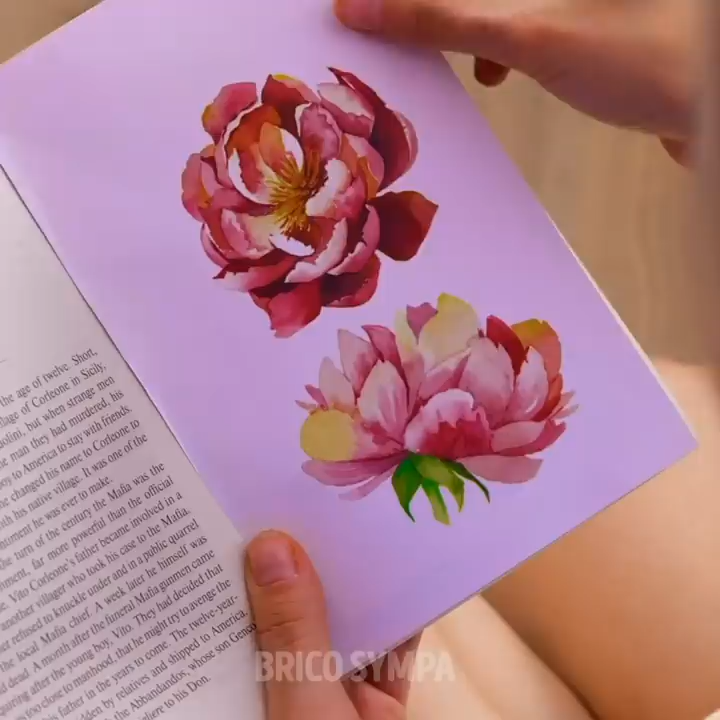 the age of twelve. Short,
village of Corleone in Sicily,
but when strange men
the man they had murdered, his
boy to America to stay with friends.
changed his name to Corleone to
with his native village. It was one of the
was ever to make.
the turn of the century the Mafia was the
far more powerful than the official
Vito Corleone's father became involved in a
another villager who took his case to the Mafia.
refused to knuckle under and in a public quarrel
the local Mafia chief. A week later he himself was
dead. A month after the funeral Mafia gunmen came
after the young boy, Vito. They had decided that
too close to manhood, that he might try to avenge the
his father in the years to come. The twelve-year-
by relatives and shipped to America.
the Abbandandos, whose son Genco
to his Don.
BRICO SYMPA